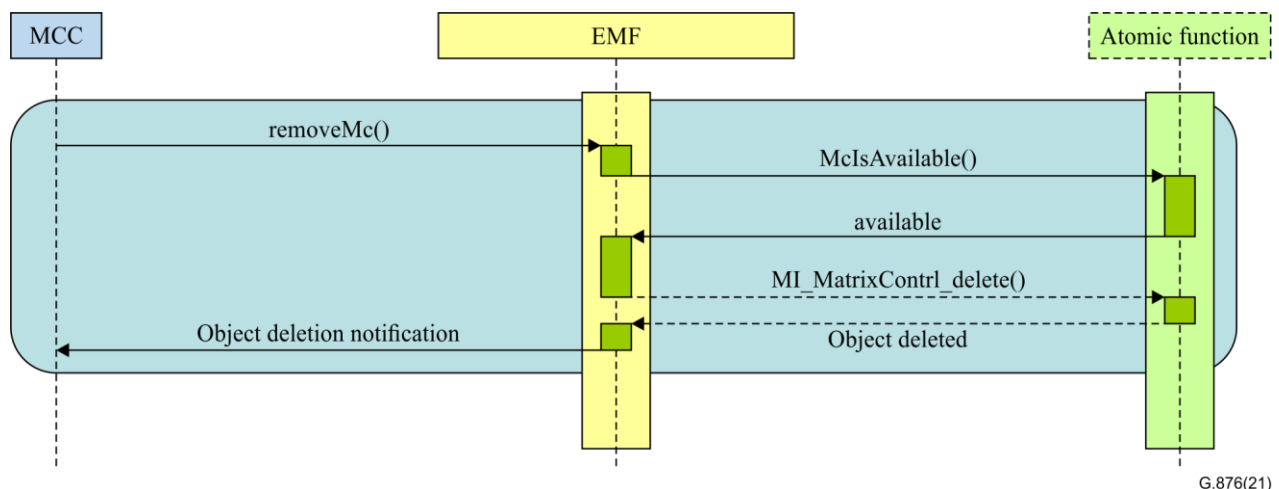 MCC
EMF
Atomic function
removeMc()
McIsAvailable()
available
MI_MatrixContrl_delete()
Object deletion notification
Object deleted
G.876(21)